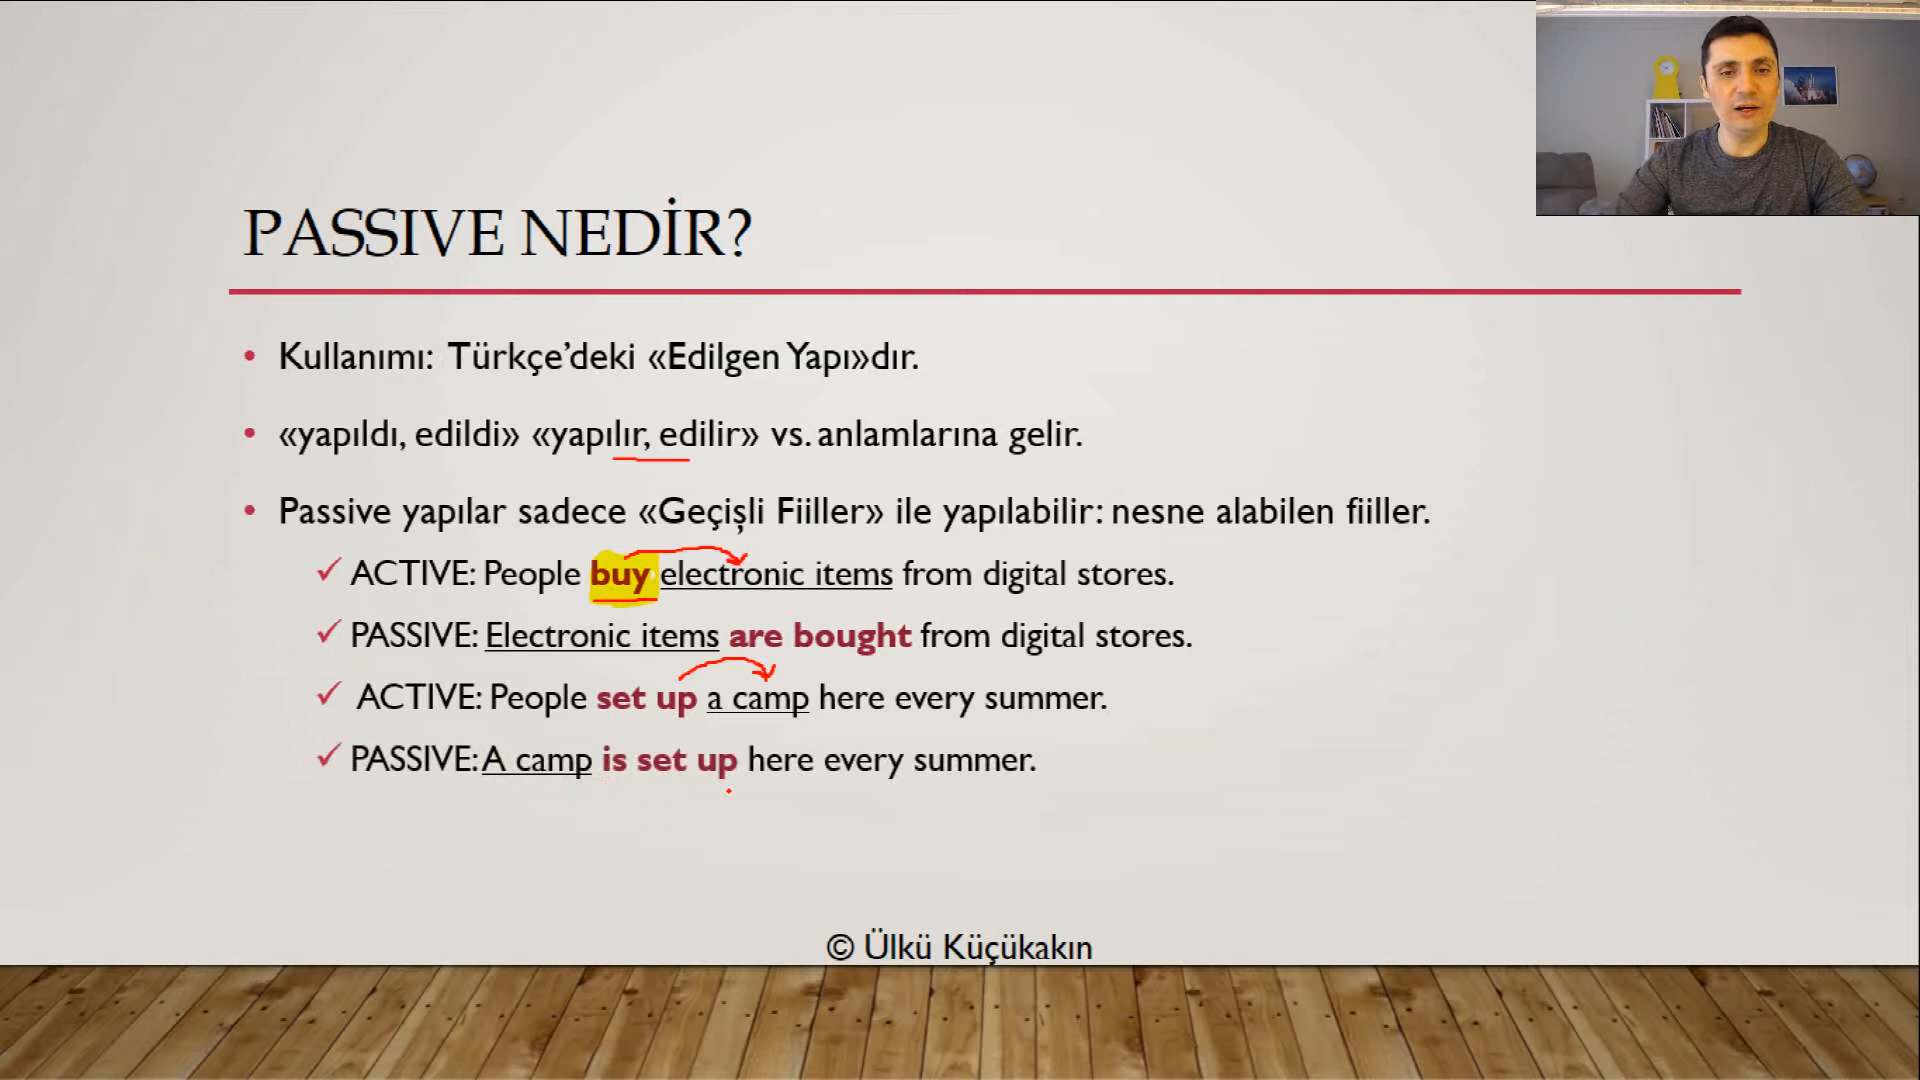 PASSIVE NEDİR?
• Kullanımı: Türkçe’deki «Edilgen Yapı»dır.
• «yapıldı, edildi» «yapılır, edilir» vs. anlamlarına gelir.
• Passive yapılar sadece «Geçişli Fiiller» ile yapılabilir: nesne alabilen fiiller.
✓ ACTIVE: People buy electronic items from digital stores.
✓ PASSIVE: Electronic items are bought from digital stores.
✓ ACTIVE: People set up a camp here every summer.
✓ PASSIVE: A camp is set up here every summer.
© Ülkü Küçükakın